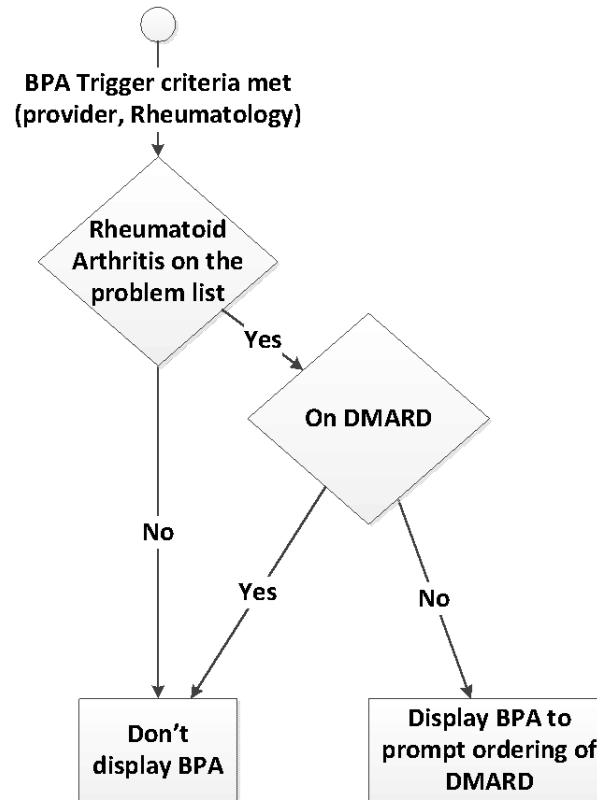 BPA Trigger criteria met
(provider, Rheumatology)
Rheumatoid
Arthritis on the
problem list
Yes
On DMARD
No
Yes
No
Don’t
display BPA
Display BPA to
prompt ordering of
DMARD